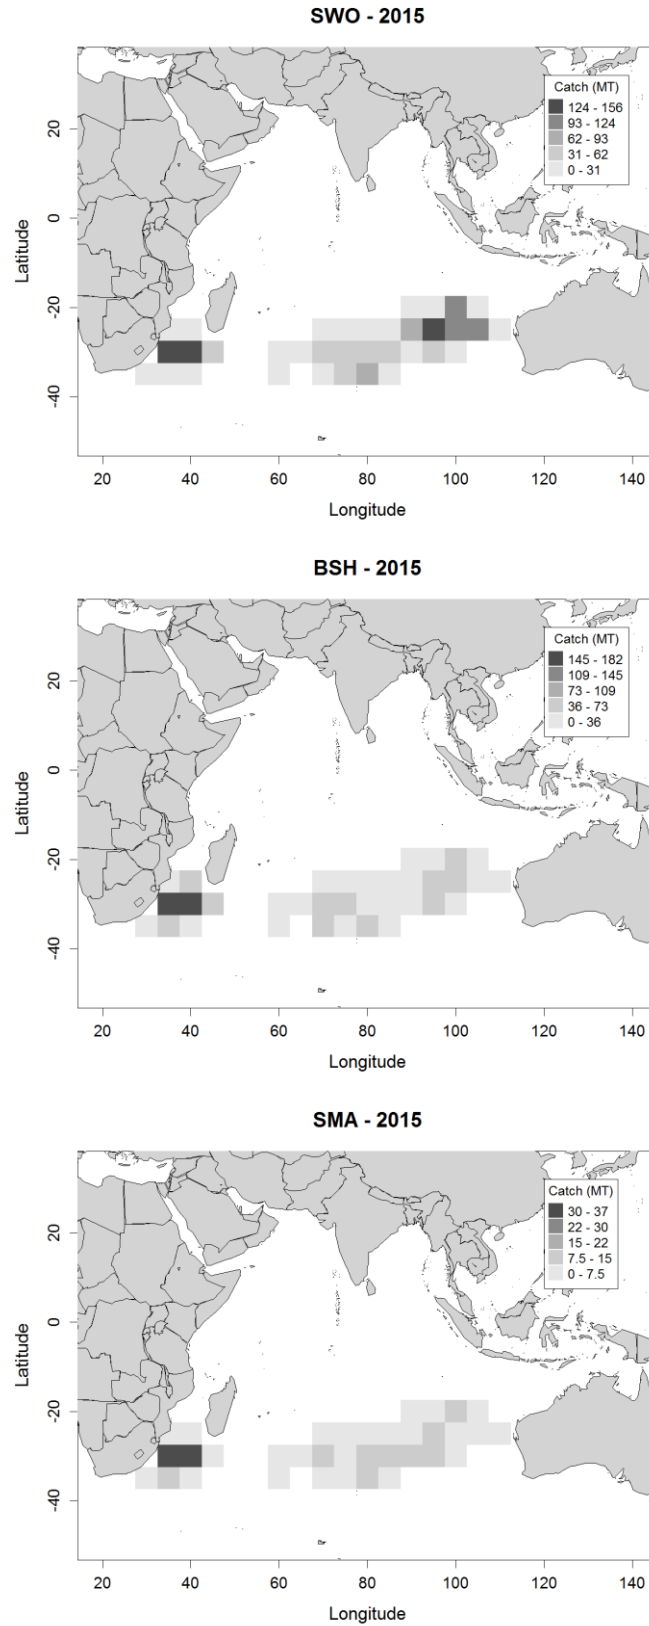 SWO - 2015
Catch (MT)
124 - 156
93 - 124
62 - 93
31 - 62
0 - 31
Latitude
20
0
-20
-40
20 40 60 80 100 120 140
Longitude
BSH - 2015
Catch (MT)
145 - 182
109 - 145
73 - 109
36 - 73
0 - 36
Latitude
20
0
-20
-40
20 40 60 80 100 120 140
Longitude
SMA - 2015
Catch (MT)
30 - 37
22 - 30
15 - 22
7.5 - 15
0 - 7.5
Latitude
20
0
-20
-40
20 40 60 80 100 120 140
Longitude